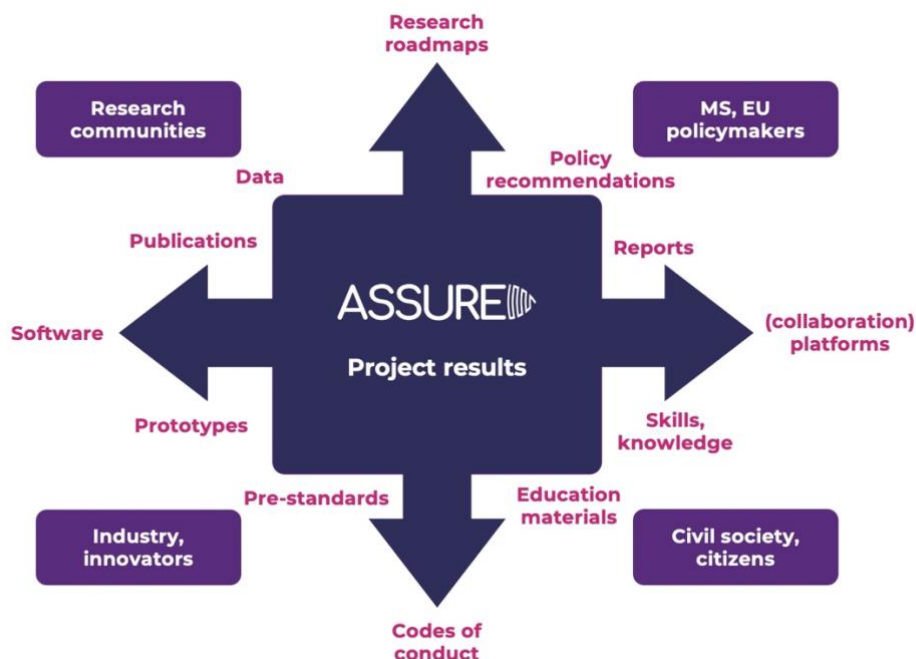 Research
roadmaps
Research
communities
MS, EU
policymakers
Data
Policy
recommendations
Publications
Reports
ASSURED
Project results
Software
(collaboration)
platforms
Prototypes
Skills,
knowledge
Pre-standards
Education
materials
Industry,
innovators
Civil society,
citizens
Codes of
conduct